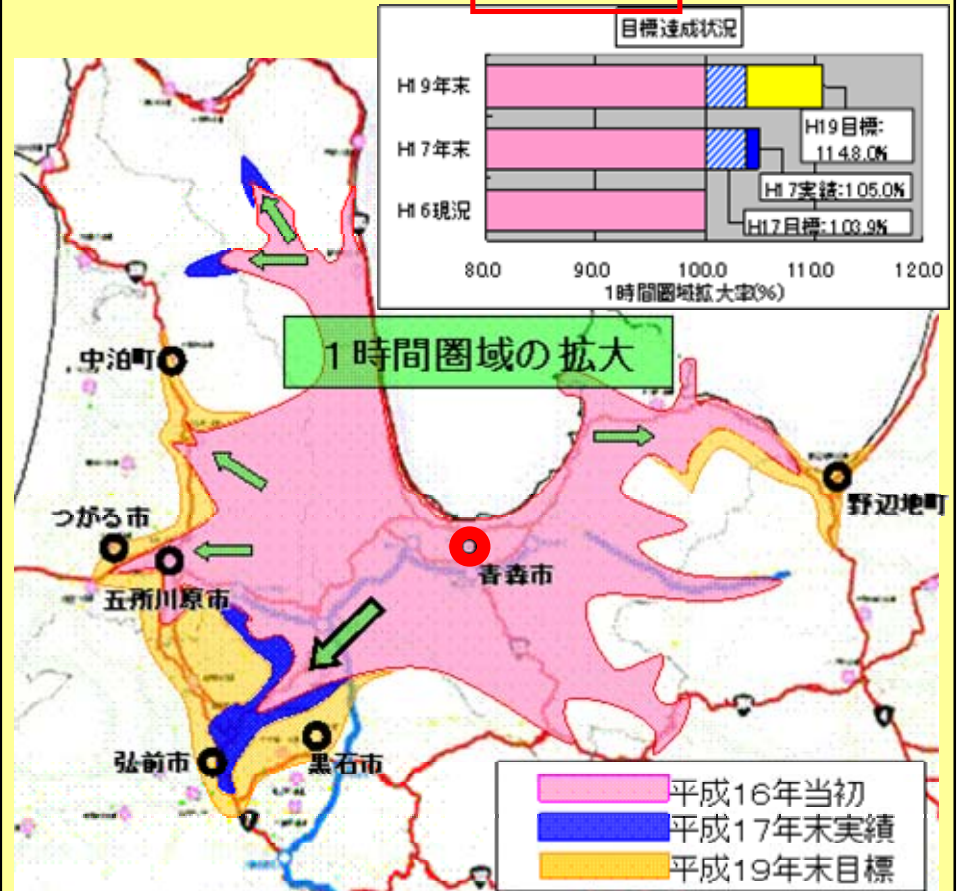 目標達成状況
H19年末
H17年末
H16現況
H19目標:
114.8.0%
H17実績:105.0%
H17目標:103.9%
80.0 90.0 100.0 110.0 120.0
1時間圏域拡大率(%)
1時間圏域の拡大
中泊町
野辺地町
つがる市
青森市
五所川原市
弘前市
黒石市
平成16年当初
平成17年末実績
平成19年末目標